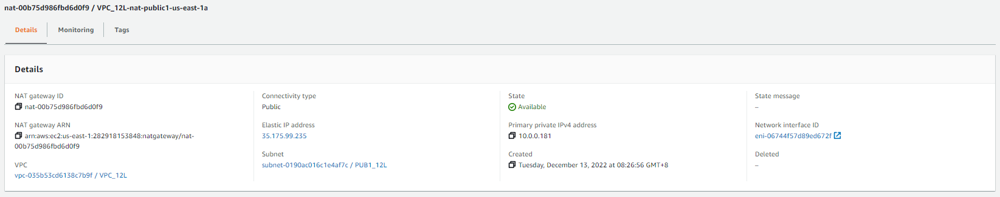 nat-00b75d986fbd6d0f9 / VPC_12L-nat-public1-us-east-1a
Details
Monitoring
Tags
Details
NAT gateway ID
nat-00b75d986fbd6d0f9
NAT gateway ARN
arn:aws:ec2:us-east-1:282918153848:natgateway/nat-
00b75d986fbd6d0f9
VPC
vpc-035b53cd6138c7b9f / VPC_12L
Connectivity type
Public
Elastic IP address
35.175.99.235
Subnet
subnet-0190ac016c1e4af7c / PUB1_12L
State
Available
Primary private IPv4 address
10.0.0.181
Created
Tuesday, December 13, 2022 at 08:26:56 GMT+8
State message
–
Network interface ID
eni-06744f57d89ed672f
Deleted
–